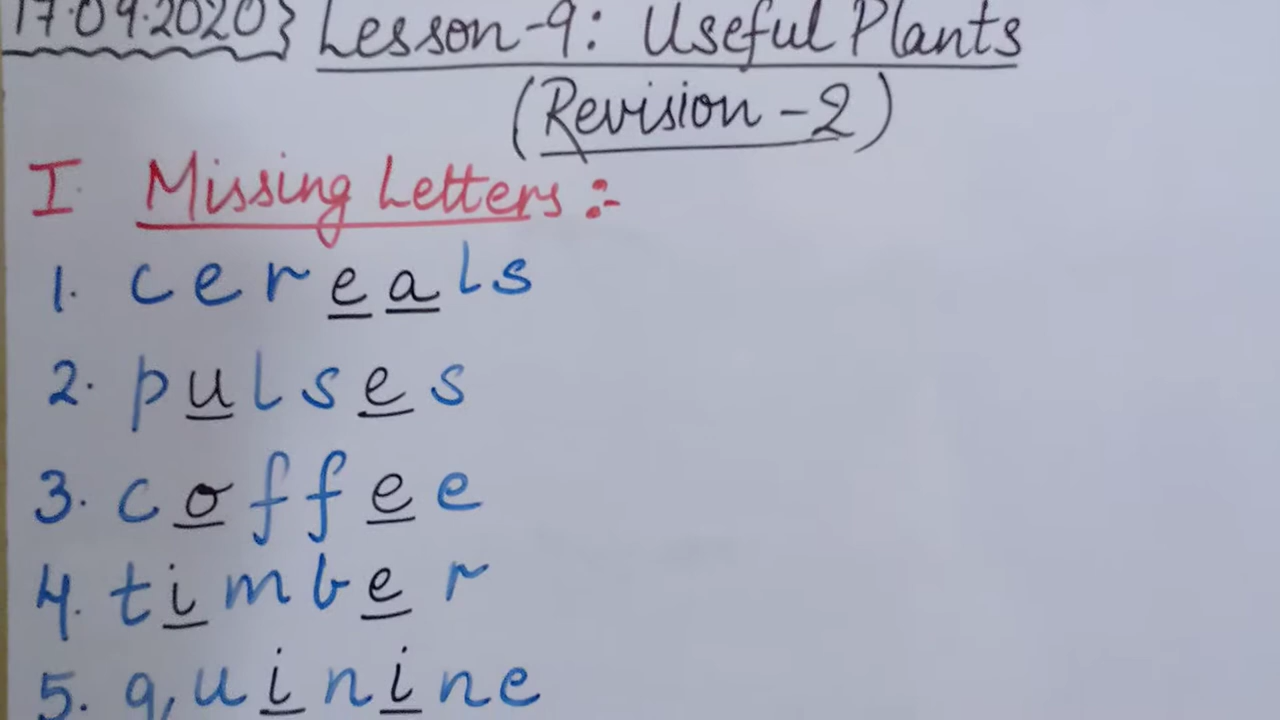 17.09.2020} Lesson-9: Useful Plants
(Revision-2)
I Missing Letters:-
1. cereals
2. pulses
3. coffee
4. timber
5. quinine